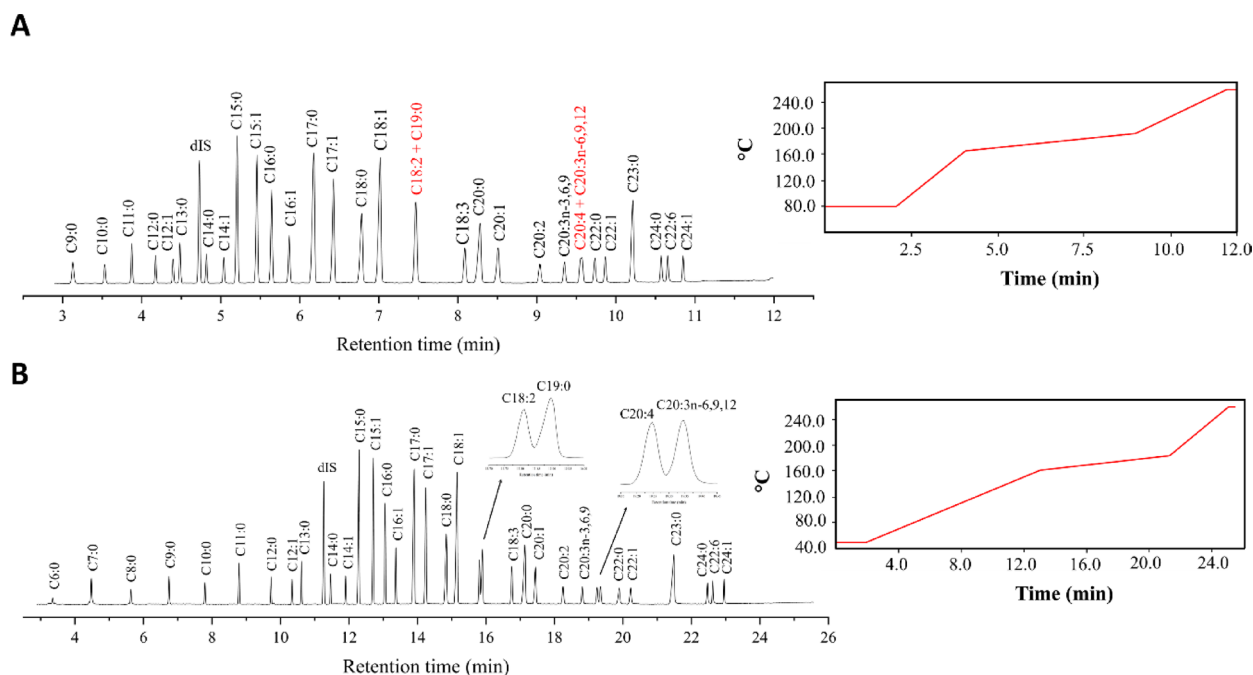 A
C9:0
C10:0
C11:0
C12:0
C12:1
C13:0
dIS
C14:0
C14:1
C15:0
C15:1
C16:0
C16:1
C17:0
C17:1
C18:0
C18:1
C18:2 + C19:0
C18:3
C20:0
C20:1
C20:2
C20:3n-3,6,9
C20:4 + C20:3n-6,9,12
C22:0
C22:1
C23:0
C24:0
C22:6
C24:1
3 4 5 6 7 8 9 10 11 12
Retention time (min)
°C
240.0
200.0
160.0
120.0
80.0
2.5 5.0 7.5 10.0 12.0
Time (min)
B
C6:0
C7:0
C8:0
C9:0
C10:0
C11:0
C12:0
C12:1
C13:0
dIS
C14:0
C14:1
C15:0
C15:1
C16:0
C16:1
C17:0
C17:1
C18:0
C18:1
C18:2
C19:0
C18:3
C20:0
C20:1
C20:2
C20:3n-3,6,9
C20:4
C20:3n-6,9,12
C22:0
C22:1
C23:0
C24:0
C22:6
C24:1
4 6 8 10 12 14 16 18 20 22 24 26
Retention time (min)
°C
240.0
200.0
160.0
120.0
80.0
40.0
4.0 8.0 12.0 16.0 20.0 24.0
Time (min)